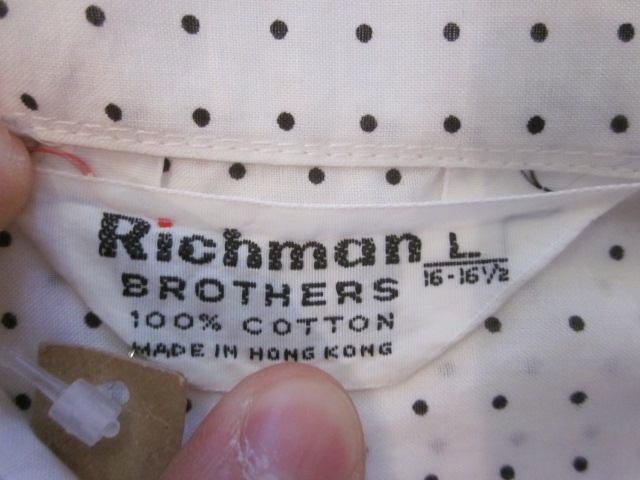 Richman L
16-16½
BROTHERS
100% COTTON
MADE IN HONG KONG